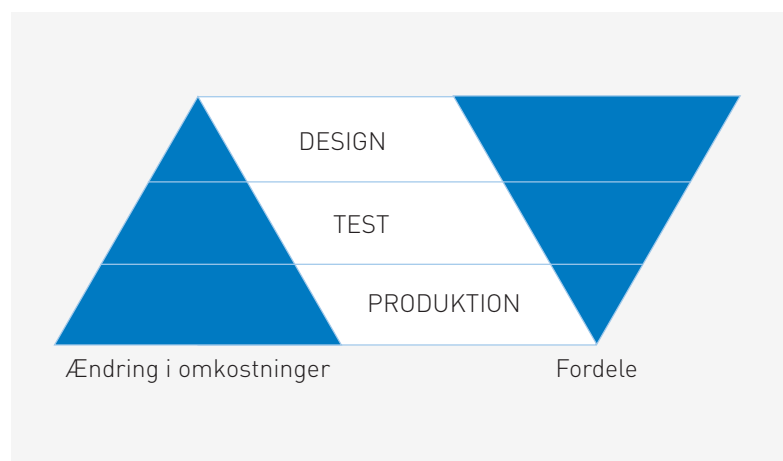 DESIGN
TEST
PRODUKTION
Ændring i omkostninger
Fordele